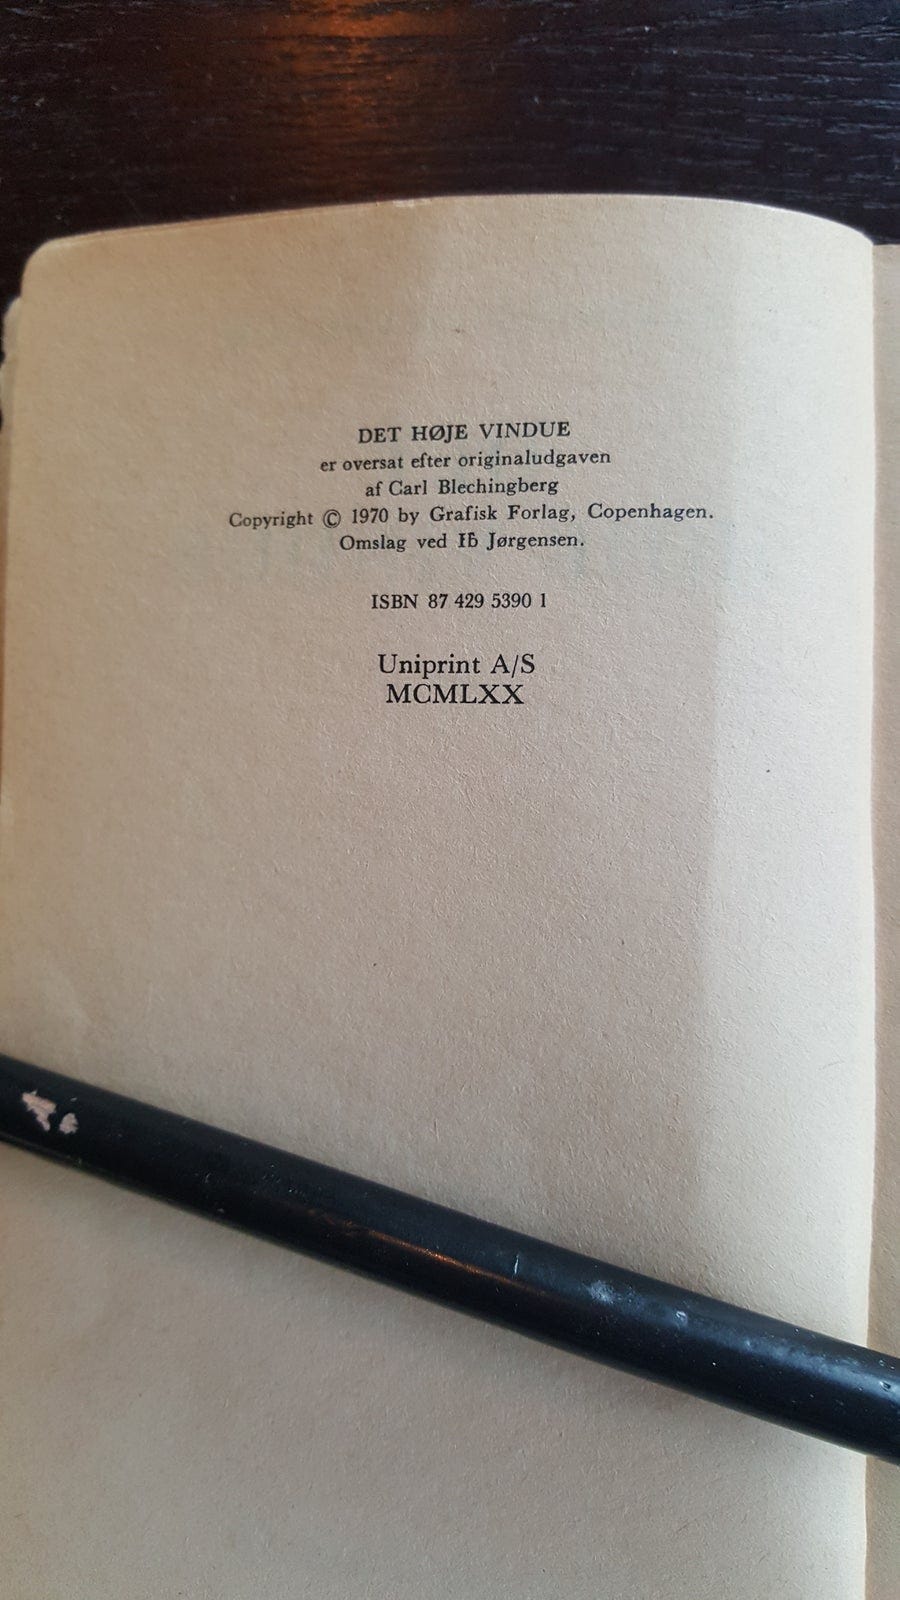 DET HØJE VINDUE
er oversat efter originaludgaven
af Carl Blechingberg
Copyright © 1970 by Grafisk Forlag, Copenhagen.
Omslag ved Ib Jørgensen.
ISBN 87 429 5390 1
Uniprint A/S
MCMLXX